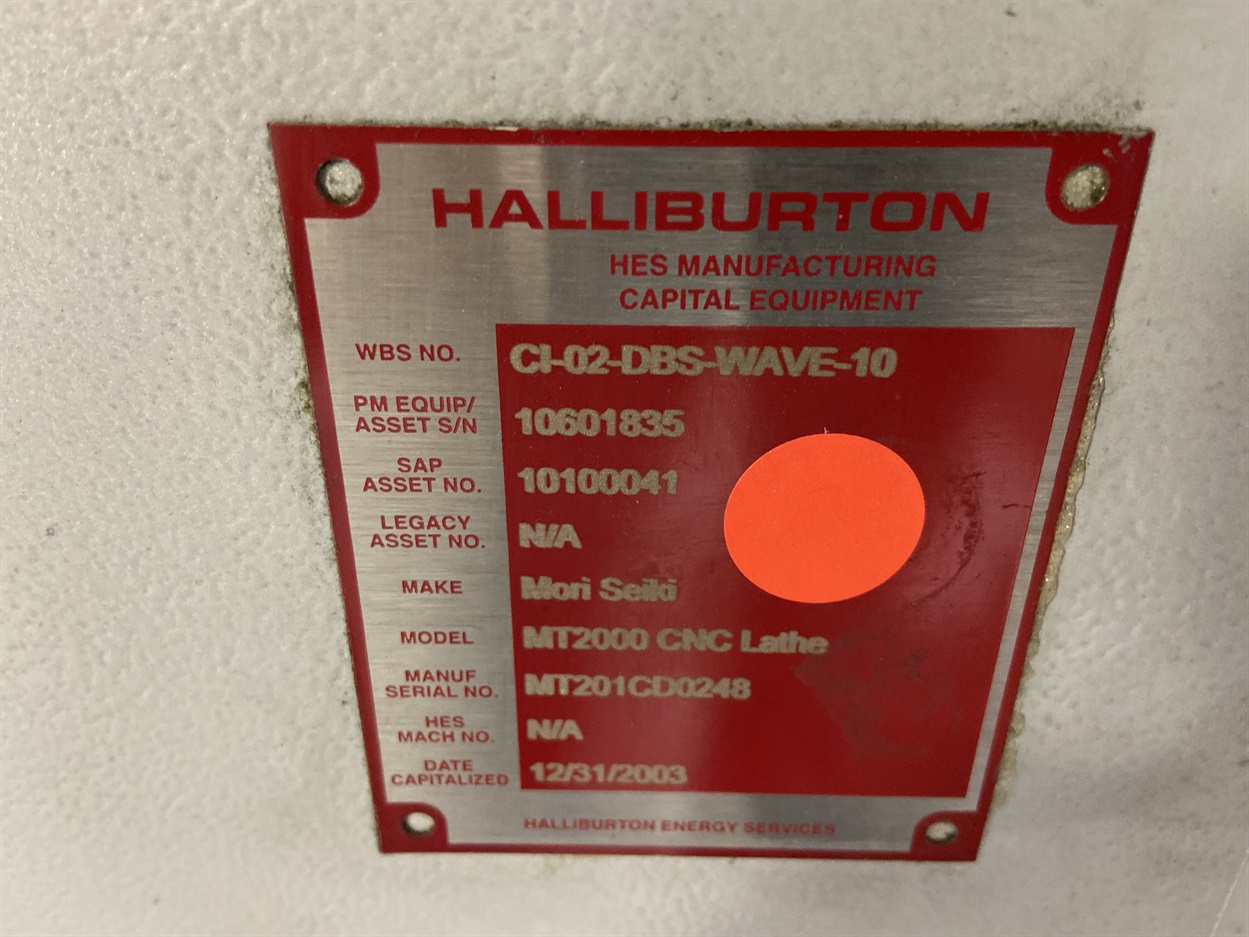 HALLIBURTON
HES MANUFACTURING
CAPITAL EQUIPMENT
WBS NO. CI-02-DBS-WAVE-10
PM EQUIP/
ASSET S/N 10601835
SAP
ASSET NO. 10100041
LEGACY
ASSET NO. N/A
MAKE Mori Seiki
MODEL MT2000 CNC Lathe
MANUF
SERIAL NO. MT201CD0248
HES
MACH NO. N/A
DATE
CAPITALIZED 12/31/2003
HALLIBURTON ENERGY SERVICES